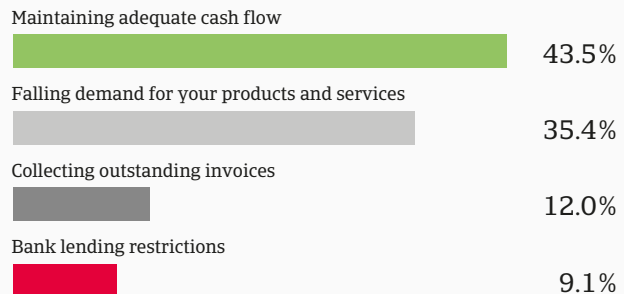 Maintaining adequate cash flow
43.5%
Falling demand for your products and services
35.4%
Collecting outstanding invoices
12.0%
Bank lending restrictions
9.1%